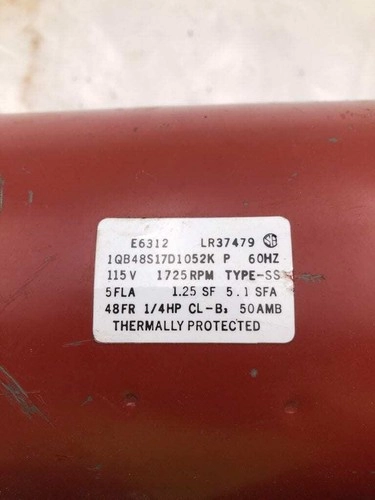 E6312 LR37479 SA
1QB48S17D1052K P 60HZ
115V 1725RPM TYPE-SS
5FLA 1.25 SF 5.1 SFA
48FR 1/4HP CL-B, 50AMB
THERMALLY PROTECTED